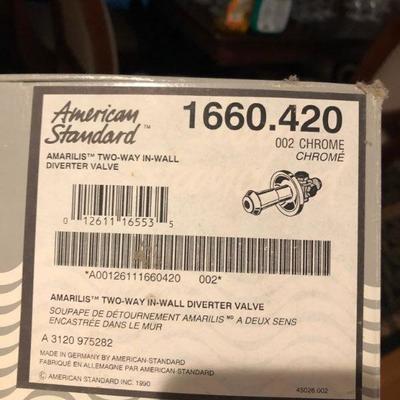 American
Standard™
1660.420
002 CHROME
CHROMÉ
AMARILIS™ TWO-WAY IN-WALL
DIVERTER VALVE
0 12611 16553 5
*A00126111660420 002*
AMARILIS™ TWO-WAY IN-WALL DIVERTER VALVE
SOUPAPE DE DÉTOURNEMENT AMARILIS MD A DEUX SENS
ENCASTRÉE DANS LE MUR
A 3120 975282
MADE IN GERMANY BY AMERICAN-STANDARD
FABRIQUÉ EN ALLEMAGNE PAR AMERICAN-STANDARD
© AMERICAN STANDARD INC. 1990
45026.002